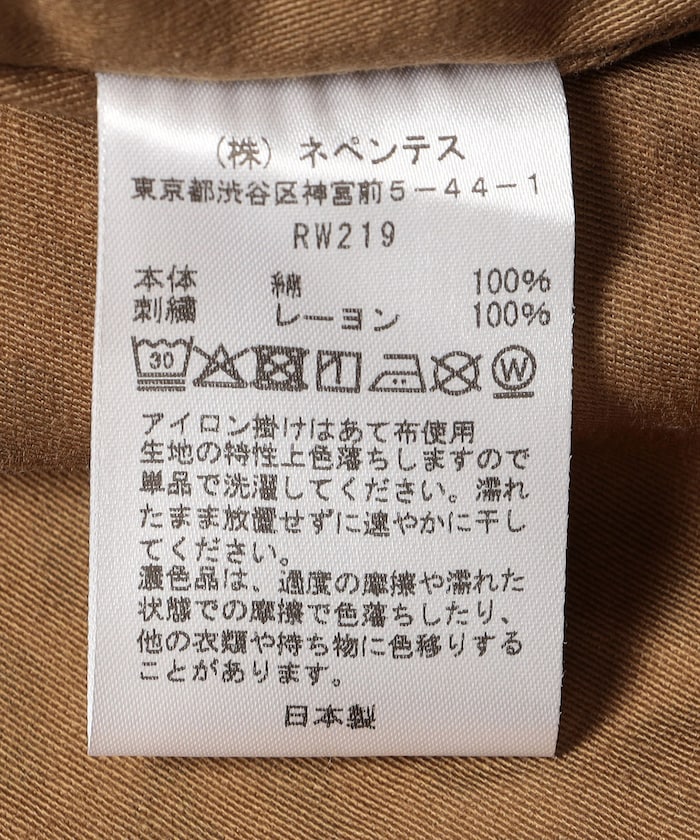 (株) ネペンテス
東京都渋谷区神宮前5-44-1
RW219
本体 綿 100%
刺繍 レーヨン 100%
30 W
アイロン掛けはあて布使用
生地の特性上色落ちしますので
単品で洗濯してください。濡れ
たまま放置せずに速やかに干し
てください。
濃色品は、過度の摩擦や濡れた
状態での摩擦で色落ちしたり、
他の衣類や持ち物に色移りする
ことがあります。
日本製